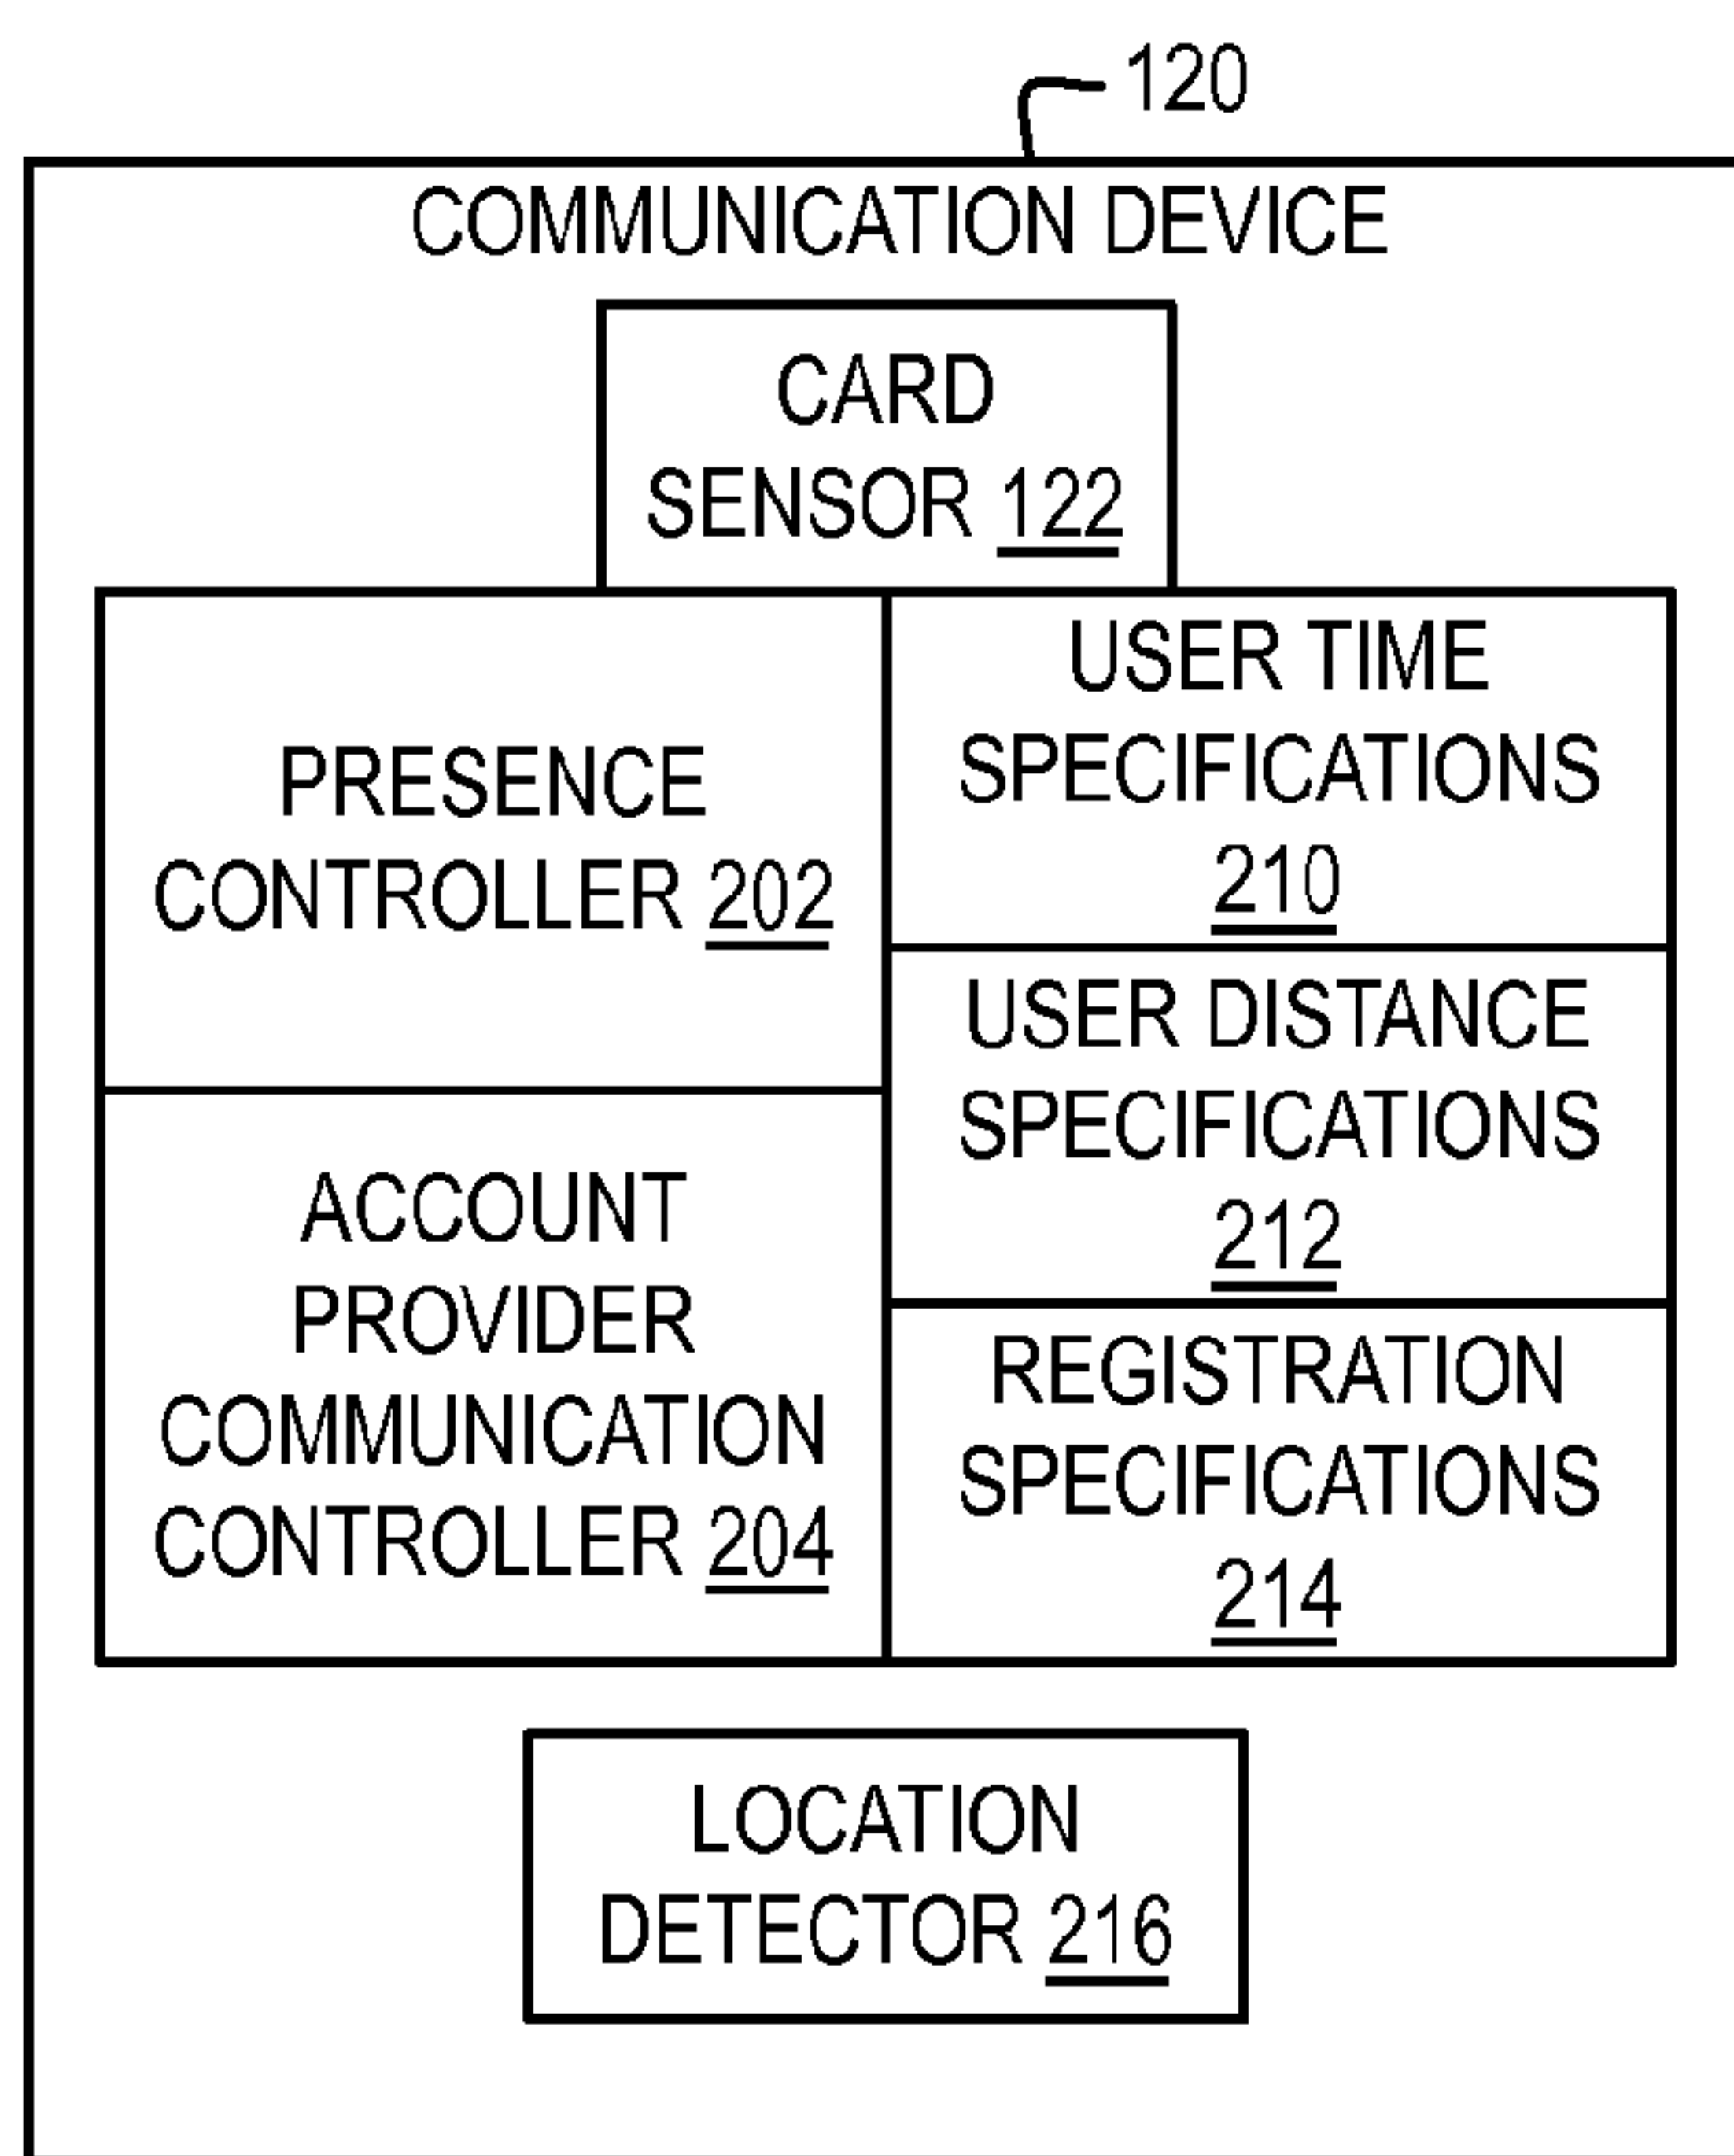 120
COMMUNICATION DEVICE
CARD
SENSOR 122
PRESENCE
CONTROLLER 202
ACCOUNT
PROVIDER
COMMUNICATION
CONTROLLER 204
USER TIME
SPECIFICATIONS
210
USER DISTANCE
SPECIFICATIONS
212
REGISTRATION
SPECIFICATIONS
214
LOCATION
DETECTOR 216